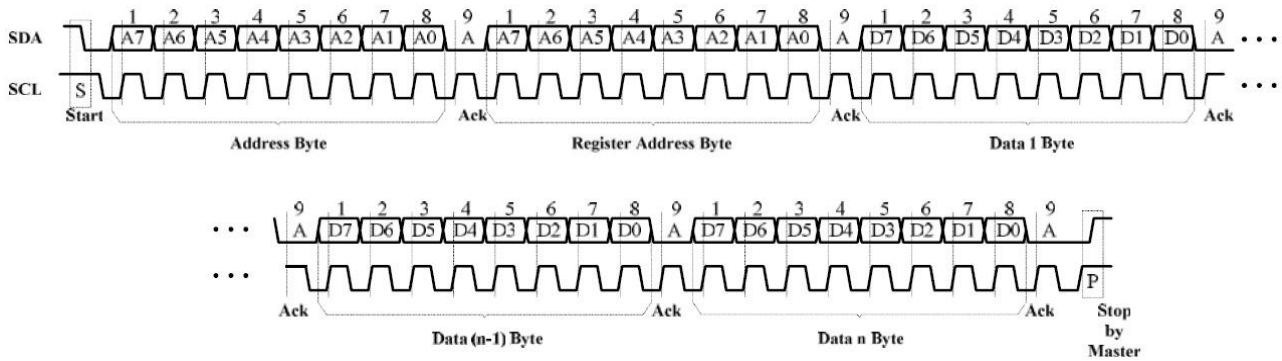 1 2 3 4 5 6 7 8 9 1 2 3 4 5 6 7 8 9 1 2 3 4 5 6 7 8 9
SDA A7 A6 A5 A4 A3 A2 A1 A0 A A7 A6 A5 A4 A3 A2 A1 A0 A D7 D6 D5 D4 D3 D2 D1 D0 A • • •
SCL S • • •
Start Ack Ack Ack
Address Byte Register Address Byte Data 1 Byte
9 1 2 3 4 5 6 7 8 9 1 2 3 4 5 6 7 8 9
• • • A D7 D6 D5 D4 D3 D2 D1 D0 A D7 D6 D5 D4 D3 D2 D1 D0 A
• • • P
Ack Ack Ack Stop
Data (n-1) Byte Data n Byte by
Master